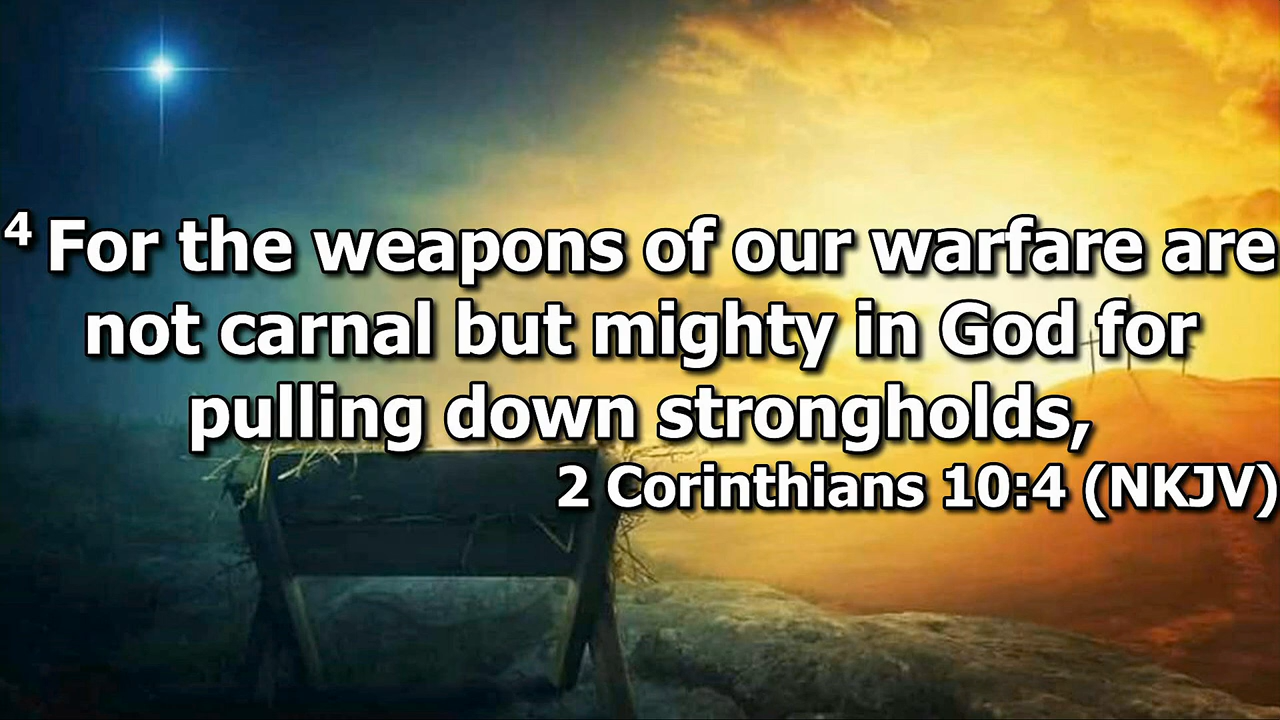 4 For the weapons of our warfare are
not carnal but mighty in God for
pulling down strongholds,
2 Corinthians 10:4 (NKJV)